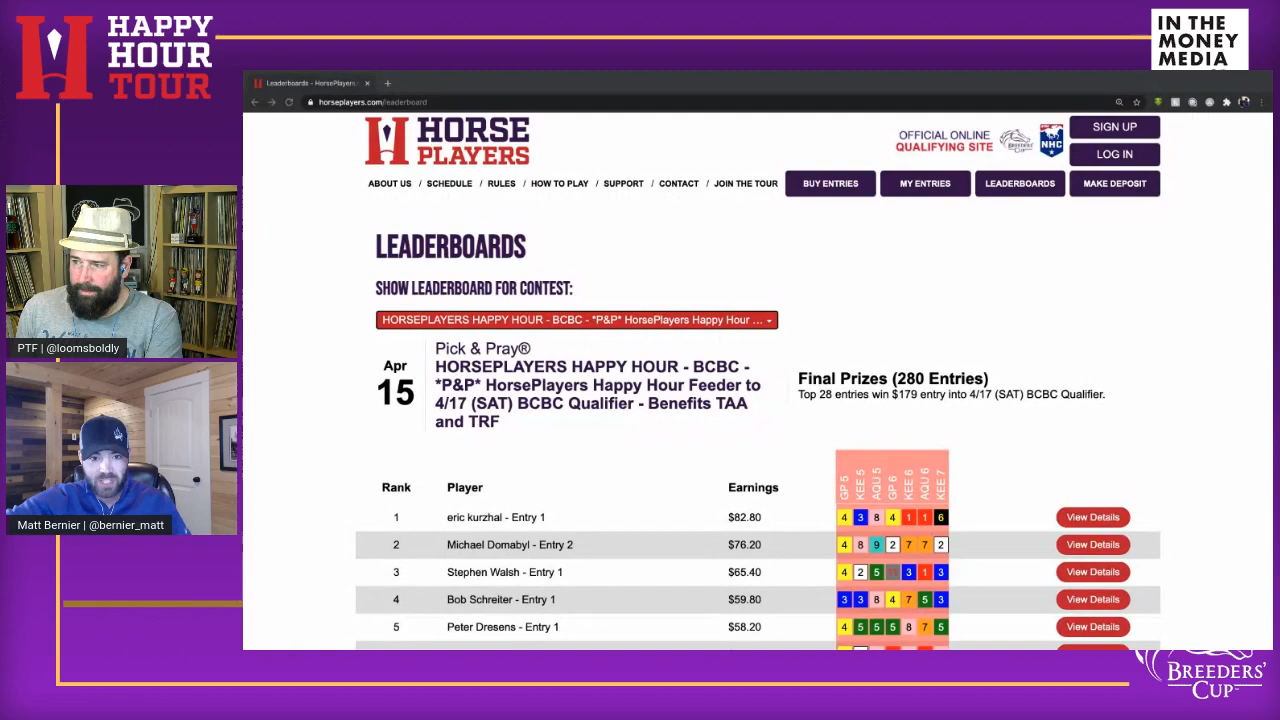 HAPPY
HOUR
TOUR
IN THE
MONEY
MEDIA
Leaderboards - HorsePlayers
horseplayers.com/leaderboard
HORSE
PLAYERS
OFFICIAL ONLINE
QUALIFYING SITE
NHC
SIGN UP
LOG IN
ABOUT US / SCHEDULE / RULES / HOW TO PLAY / SUPPORT / CONTACT / JOIN THE TOUR
BUY ENTRIES
MY ENTRIES
LEADERBOARDS
MAKE DEPOSIT
LEADERBOARDS
SHOW LEADERBOARD FOR CONTEST:
HORSEPLAYERS HAPPY HOUR - BCBC - *P&P* HorsePlayers Happy Hour ...
Apr
15
Pick & Pray®
HORSEPLAYERS HAPPY HOUR - BCBC -
*P&P* HorsePlayers Happy Hour Feeder to
4/17 (SAT) BCBC Qualifier - Benefits TAA
and TRF
Final Prizes (280 Entries)
Top 28 entries win $179 entry into 4/17 (SAT) BCBC Qualifier.
Rank Player Earnings GP 5 KEE 5 AQU 5 GP 6 KEE 6 AQU 6 KEE 7
1 eric kurzhal - Entry 1 $82.80 4 3 8 4 1 1 6 View Details
2 Michael Domabyl - Entry 2 $76.20 4 8 9 2 7 7 2 View Details
3 Stephen Walsh - Entry 1 $65.40 4 2 5 3 1 3 View Details
4 Bob Schreiter - Entry 1 $59.80 3 3 8 4 7 5 3 View Details
5 Peter Dresens - Entry 1 $58.20 4 5 5 5 8 7 5 View Details
PTF | @loomsboldly
Matt Bernier | @bernier_matt
BREEDERS'
CUP